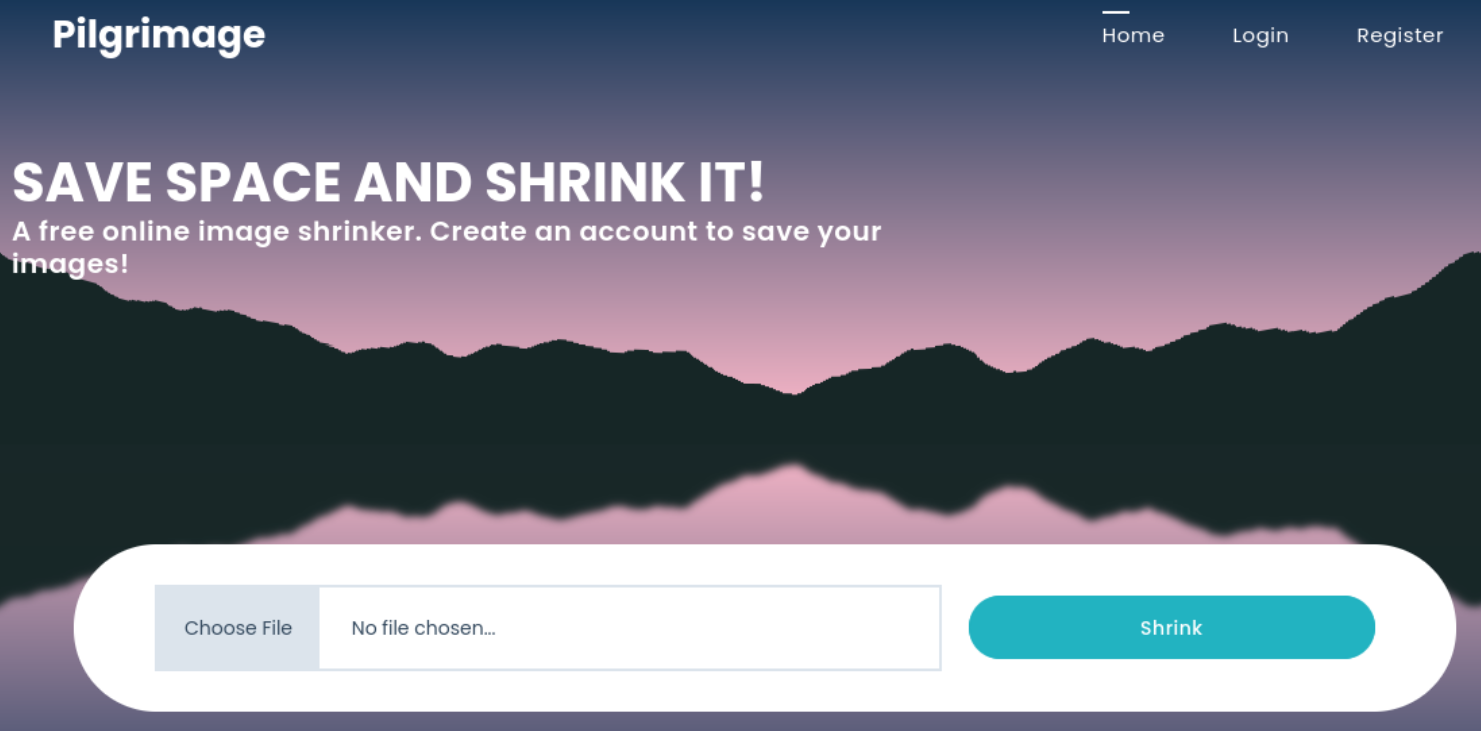 Pilgrimage
Home
Login
Register
SAVE SPACE AND SHRINK IT!
A free online image shrinker. Create an account to save your
images!
Choose File
No file chosen...
Shrink